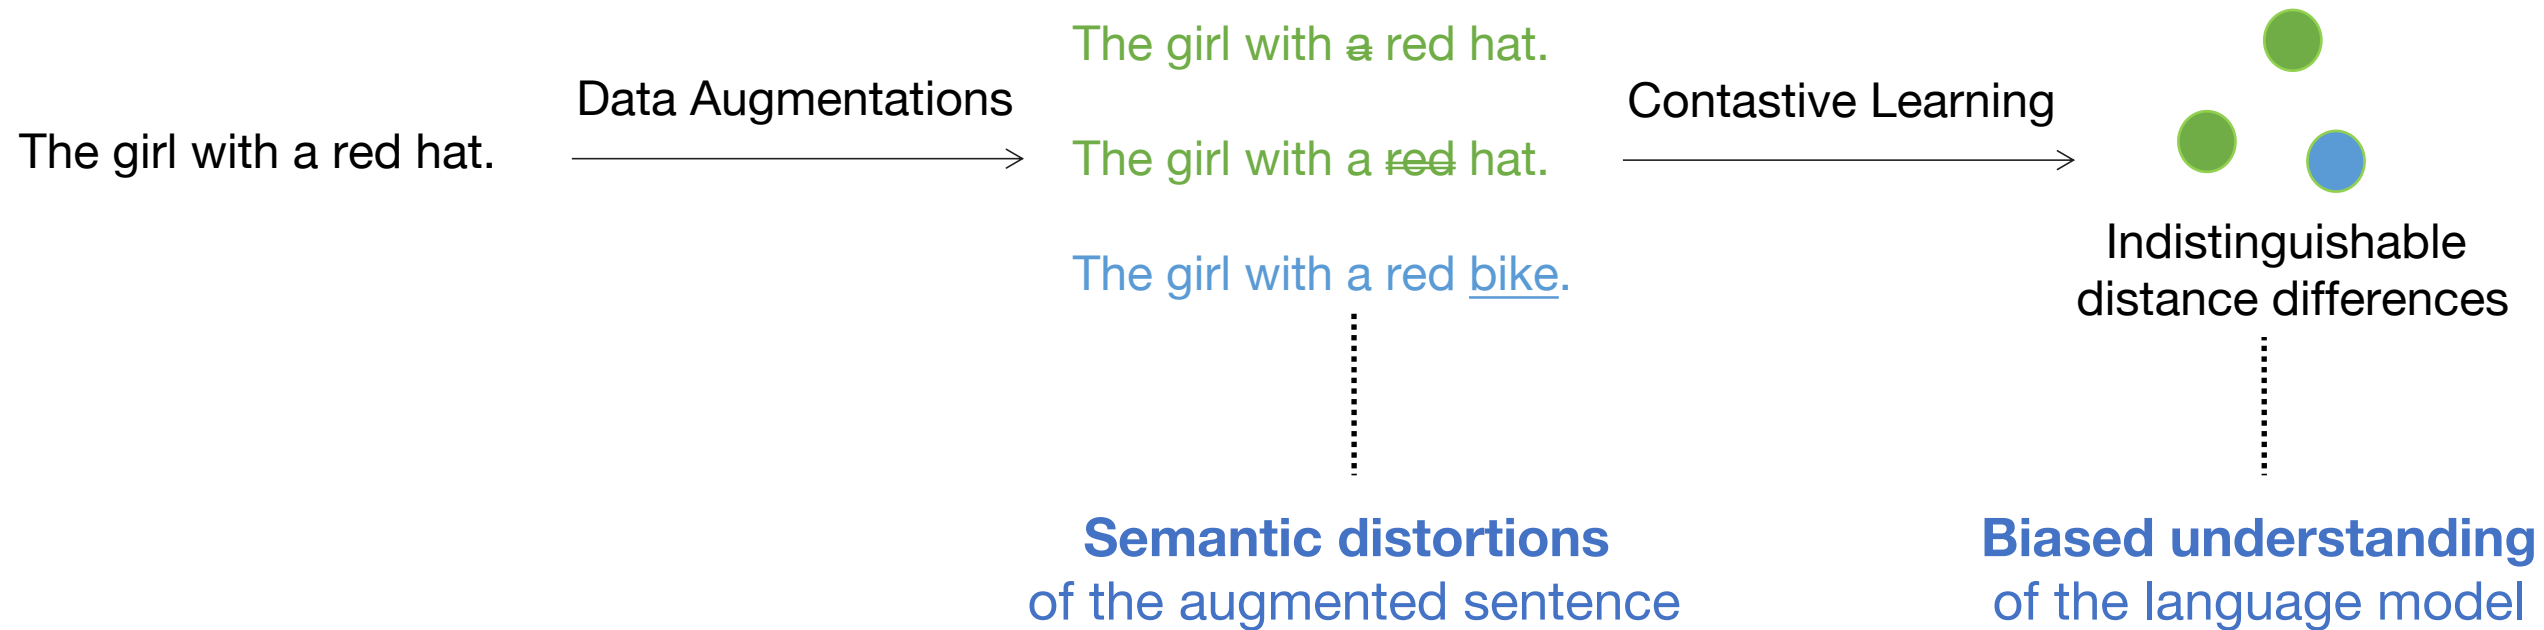 The girl with a red hat.
Data Augmentations
The girl with a red hat.
The girl with a red hat.
The girl with a red bike.
Contastive Learning
Indistinguishable
distance differences
Semantic distortions
of the augmented sentence
Biased understanding
of the language model